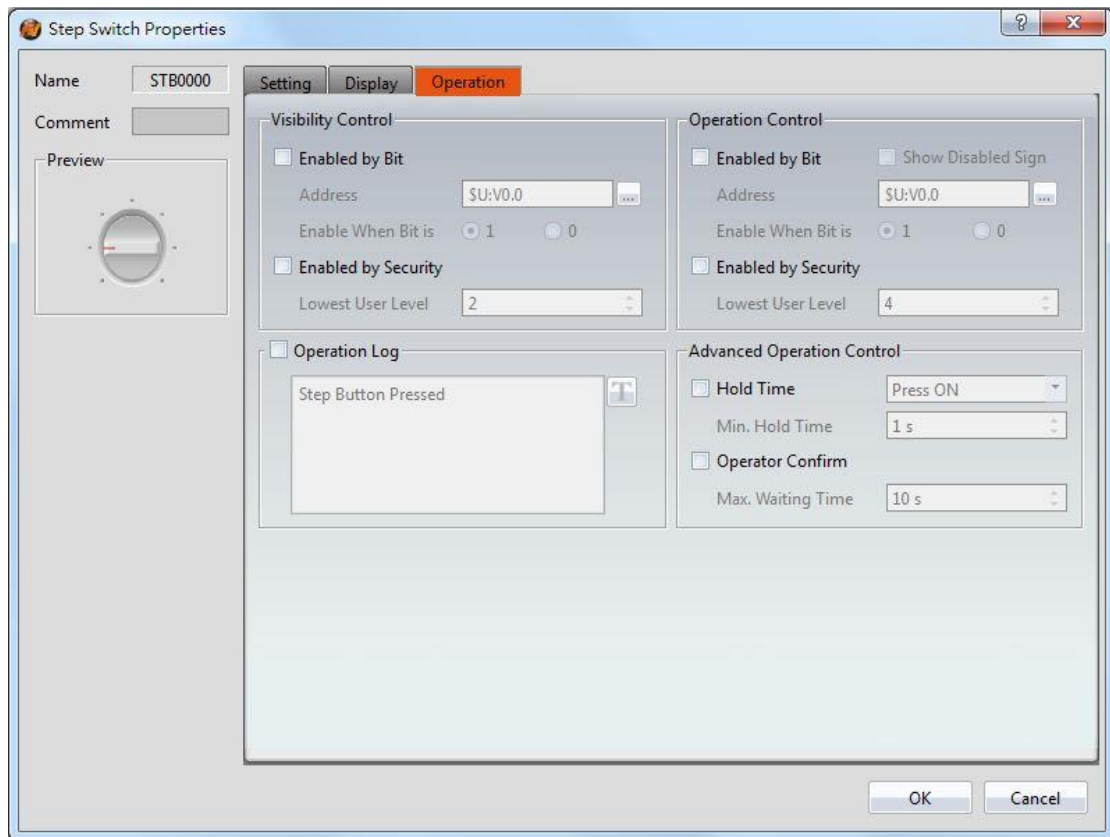 Step Switch Properties
Name STB0000
Comment
Preview
Setting Display Operation
Visibility Control
Enabled by Bit
Address $U:V0.0 ...
Enable When Bit is 1 0
Enabled by Security
Lowest User Level 2
Operation Control
Enabled by Bit Show Disabled Sign
Address $U:V0.0 ...
Enable When Bit is 1 0
Enabled by Security
Lowest User Level 4
Operation Log
Step Button Pressed T
Advanced Operation Control
Hold Time Press ON
Min. Hold Time 1 s
Operator Confirm
Max. Waiting Time 10 s
OK Cancel